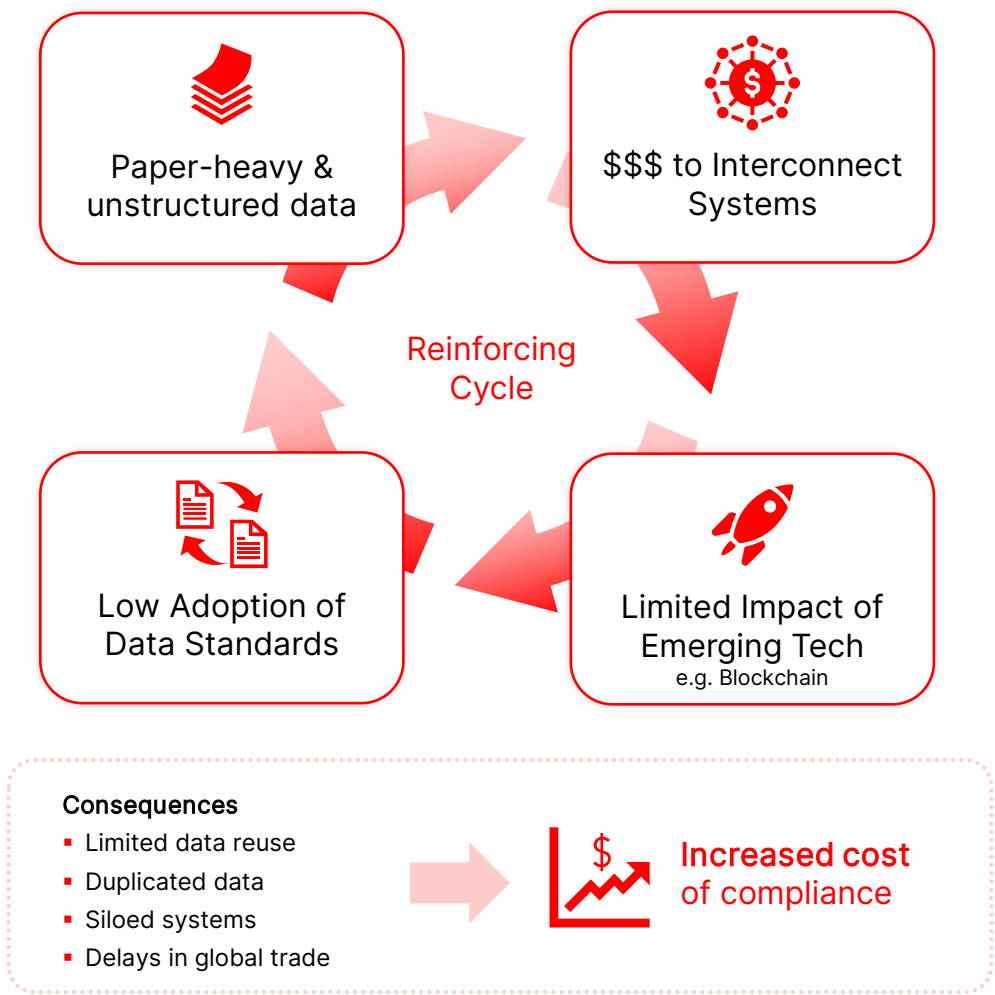 Paper-heavy &
unstructured data
$$$ to Interconnect
Systems
Reinforcing
Cycle
Low Adoption of
Data Standards
Limited Impact of
Emerging Tech
e.g. Blockchain
Consequences
Limited data reuse
Duplicated data
Siloed systems
Delays in global trade
$
Increased cost
of compliance